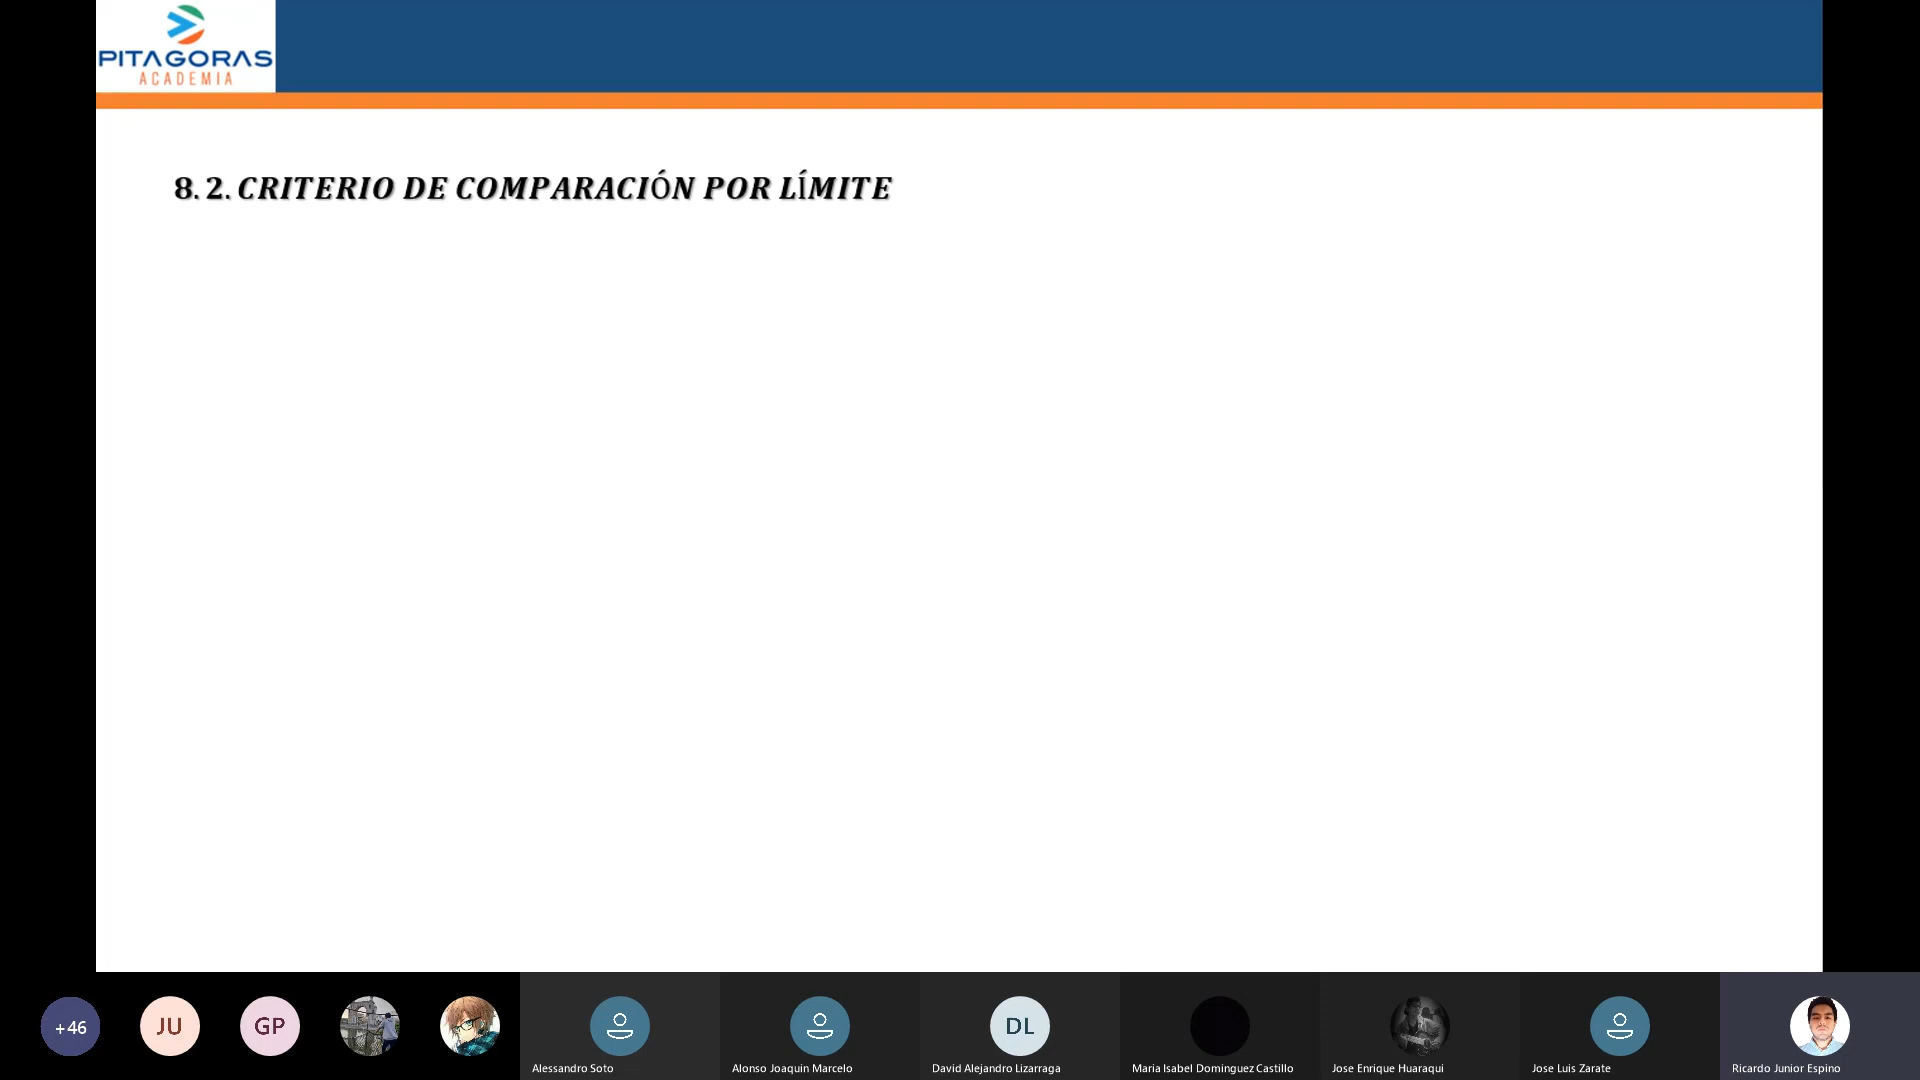 PITAGORAS
ACADEMIA
8. 2. CRITERIO DE COMPARACIÓN POR LÍMITE
+46
JU
GP
DL
Alessandro Soto
Alonso Joaquin Marcelo
David Alejandro Lizarraga
Maria Isabel Dominguez Castillo
Jose Enrique Huaraqui
Jose Luis Zarate
Ricardo Junior Espino